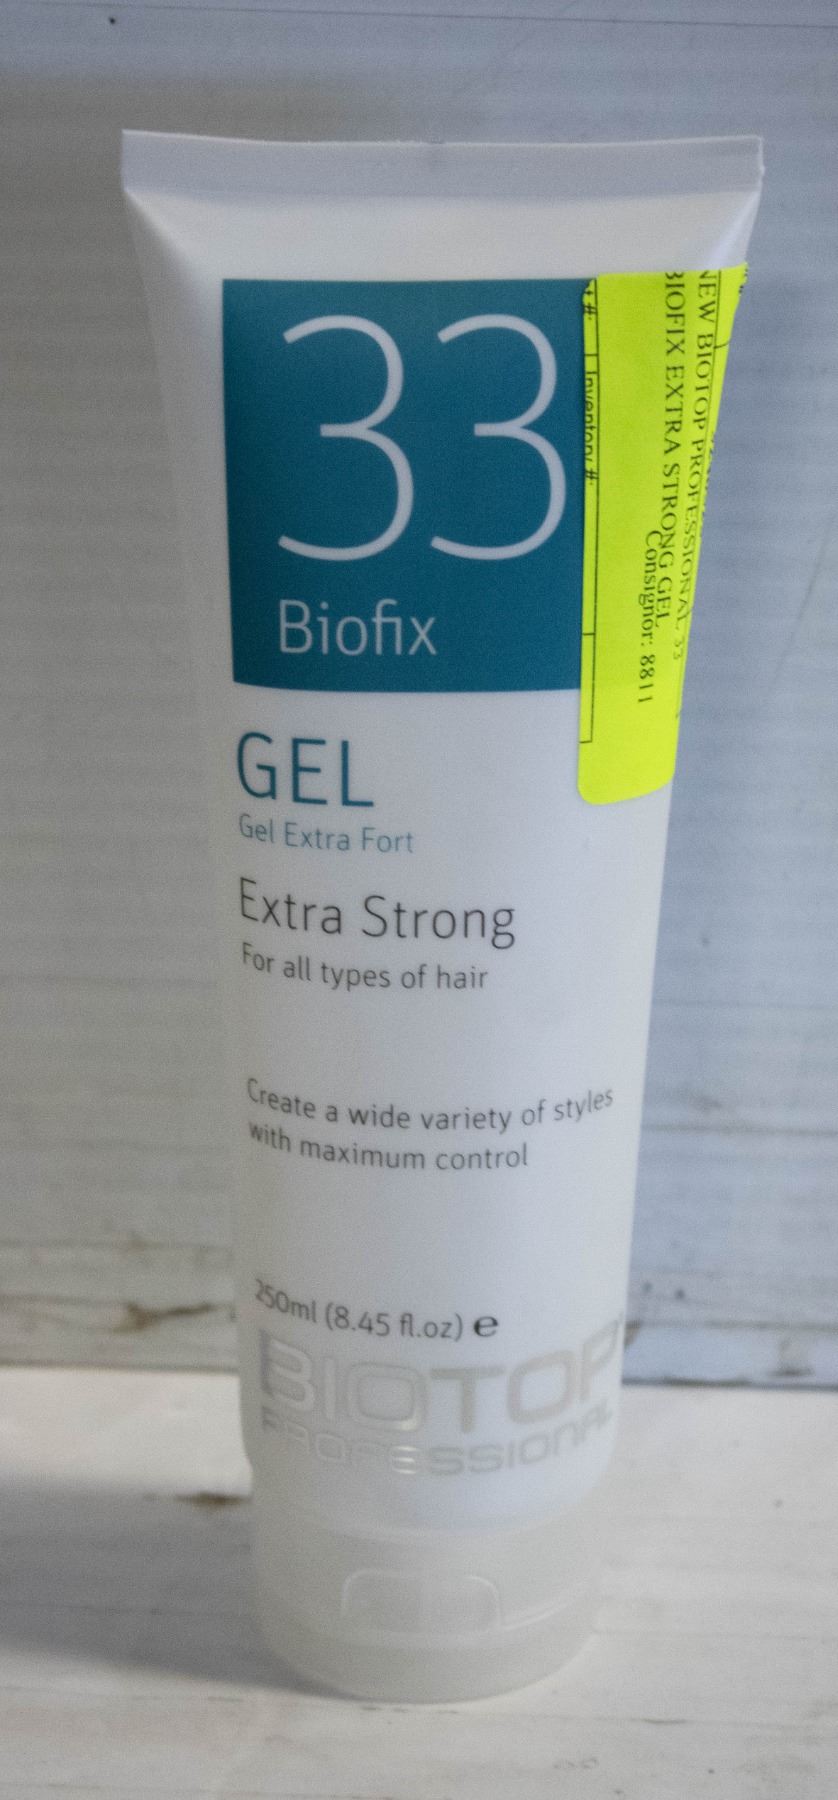 33
Biofix
GEL
Gel Extra Fort
Extra Strong
For all types of hair
Create a wide variety of styles
with maximum control
250ml (8.45 fl.oz) e
BIOTOP
PROFESSIONAL
NEW BIOTOP PROFESSIONAL 33
BIOFIX EXTRA STRONG GEL
Consignor: 8811
#: Inventory #: